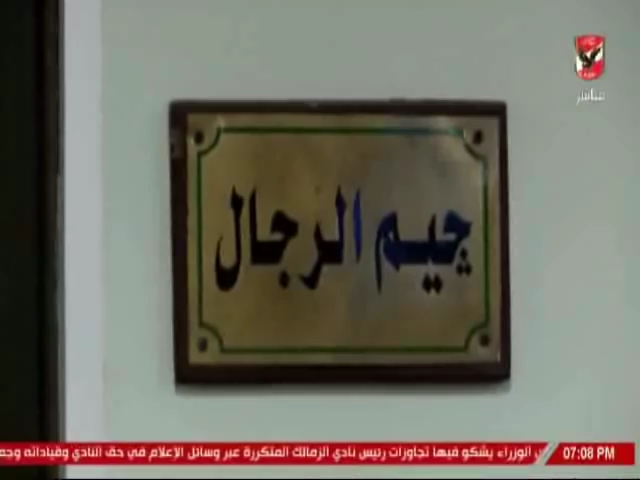 مباشر
جيم الرجال
الوزراء يشكو فيها تجاوزات رئيس نادي الزمالك المتكررة عبر وسائل الإعلام في حق النادي وقياداته وجم
07:08 PM